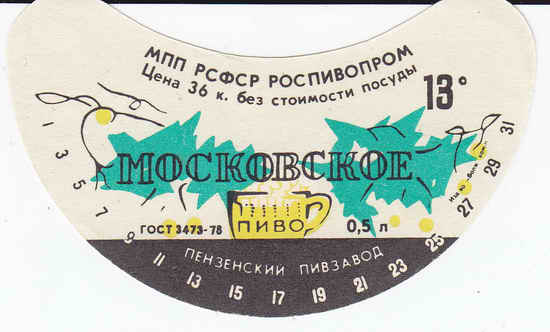 МПП РСФСР РОСПИВОПРОМ
Цена 36 к. без стоимости посуды
13°
МОСКОВСКОЕ
ПИВО
ГОСТ 3473-78
0,5 л
ПЕНЗЕНСКИЙ ПИВЗАВОД
1 3 5 7 9 11 13 15 17 19 21 23 25 27 29 31